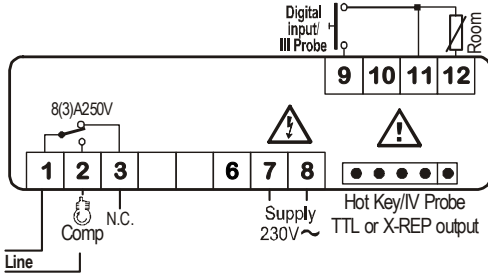 Digital
input/
III Probe
Room
9 10 11 12
8(3)A250V
1 2 3 6 7 8
Comp
N.C.
Supply
230V~
Hot Key/IV Probe
TTL or X-REP output
Line